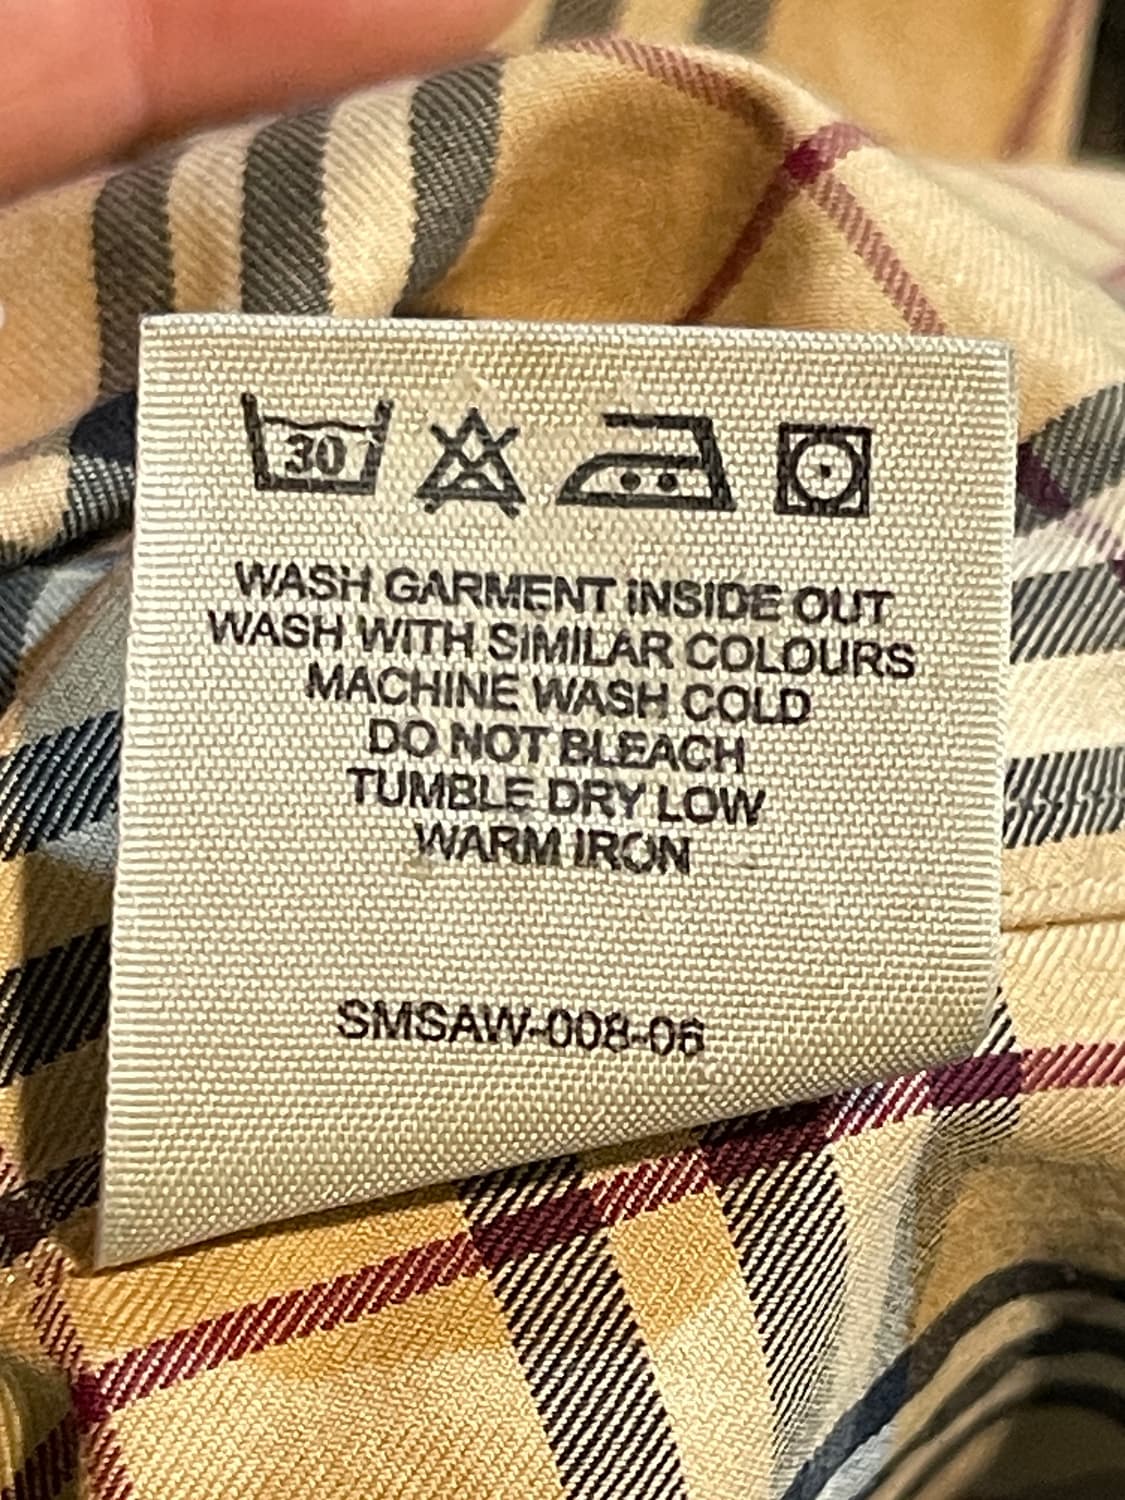 30
WASH GARMENT INSIDE OUT
WASH WITH SIMILAR COLOURS
MACHINE WASH COLD
DO NOT BLEACH
TUMBLE DRY LOW
WARM IRON
SMSAW-008-06